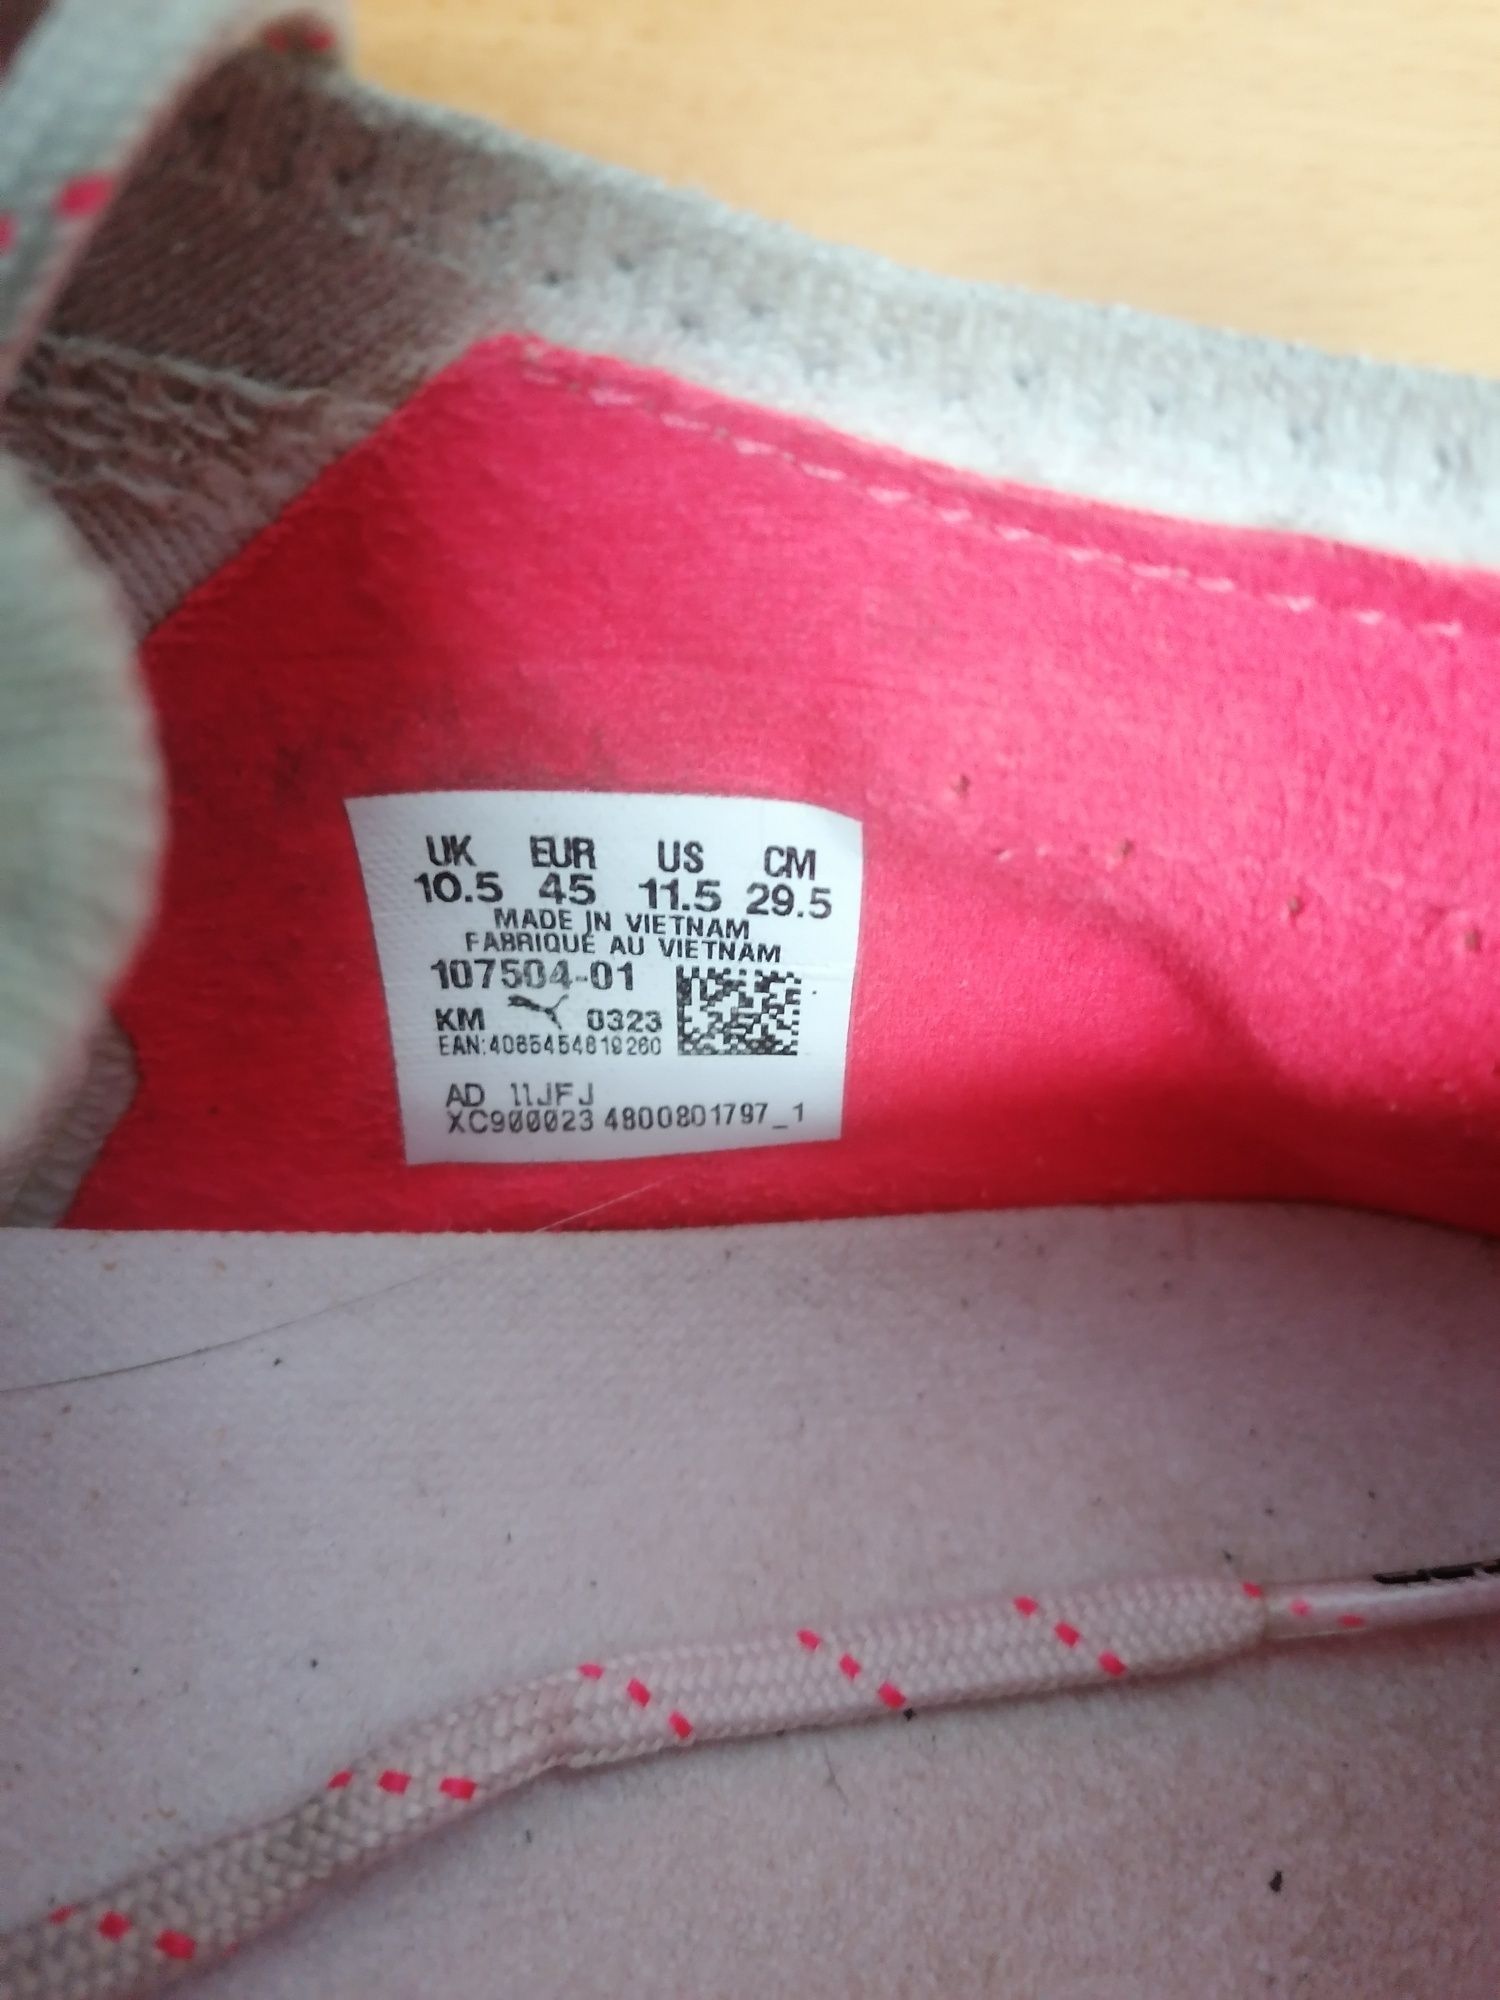 UK EUR US CM
10.5 45 11.5 29.5
MADE IN VIETNAM
FABRIQUÉ AU VIETNAM
107504-01
KM 0323
EAN:4065454619260
AD 11JFJ
XC900023 4800801797_1